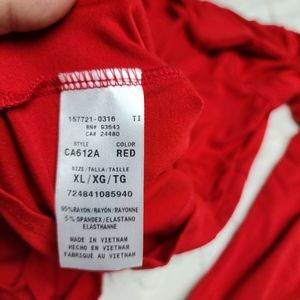 157721-0316 TI
RN# 93643
CA# 24480
STYLE COLOR
CA612A RED
SIZE/TALLA/TAILLE
XL/XG/TG
724841085940
95%RAYON/RAYÓN/RAYONNE
5% SPANDEX/ELASTANO
ELASTHANNE
MADE IN VIETNAM
HECHO EN VIETNAM
FABRIQUÉ AU VIETNAM